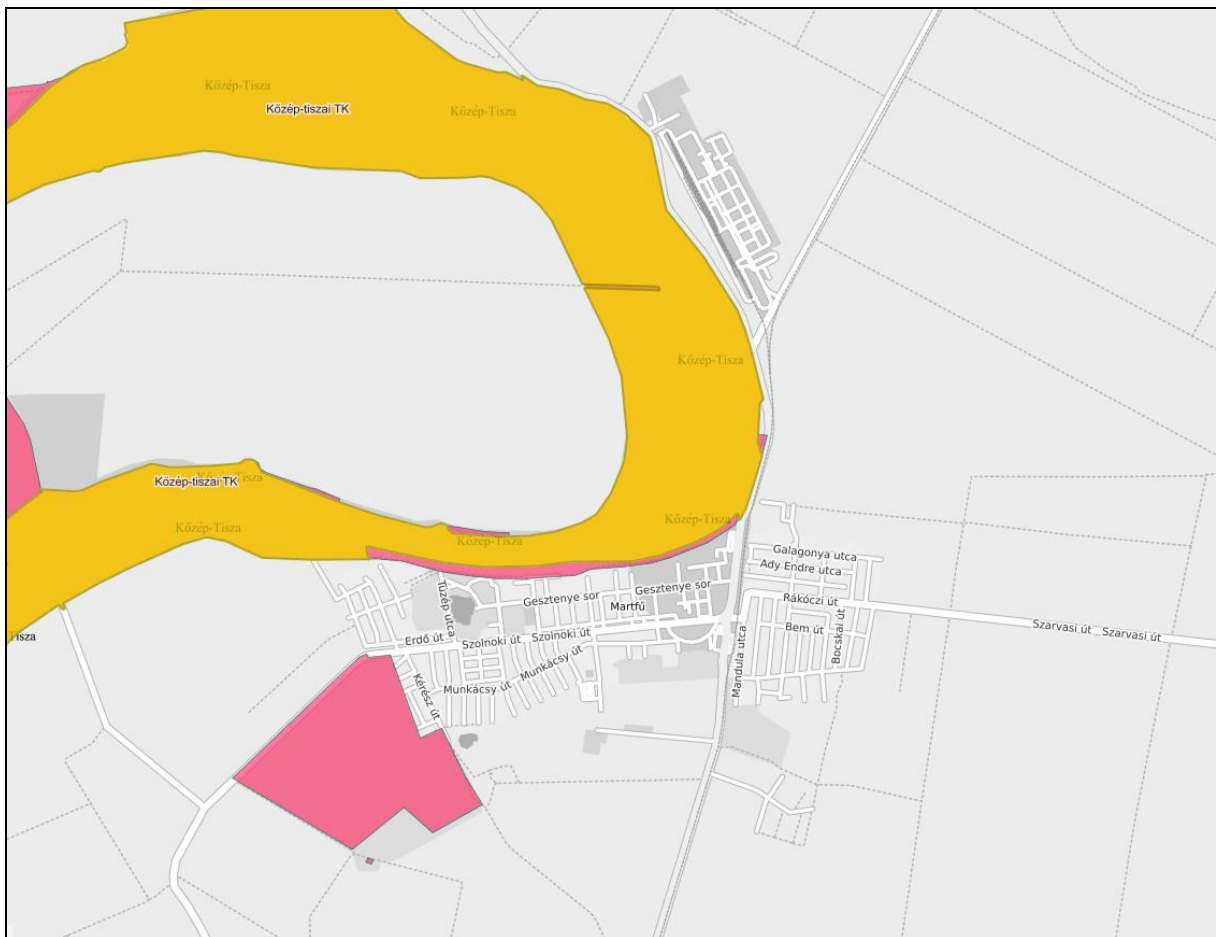 Közép-Tisza
Közép-tiszai TK
Közép-Tisza
Közép-Tisza
Közép-tiszai TK
Közép-Tisza
Közép-Tisza
Közép-Tisza
Galagonya utca
Ady Endre utca
Tüzép utca
Gesztenye sor
Gesztenye sor
Rákóczi út
Martfű
Tisza
Erdő út
Szolnoki út
Szolnoki út
Bem út
Bocskai út
Szarvasi út
Szarvasi út
Mandula utca
Munkácsy út
Munkácsy út
Kérész út